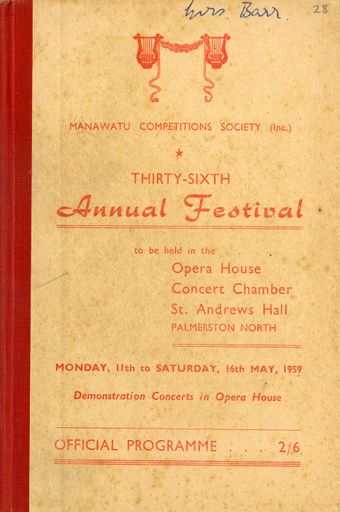 Mrs. Barr. 28
MANAWATU COMPETITIONS SOCIETY (Inc.)
THIRTY-SIXTH
Annual Festival
to be held in the . . .
Opera House
Concert Chamber
St. Andrews Hall
PALMERSTON NORTH
MONDAY, 11th to SATURDAY, 16th MAY, 1959
Demonstration Concerts in Opera House
OFFICIAL PROGRAMME . . . 2/6